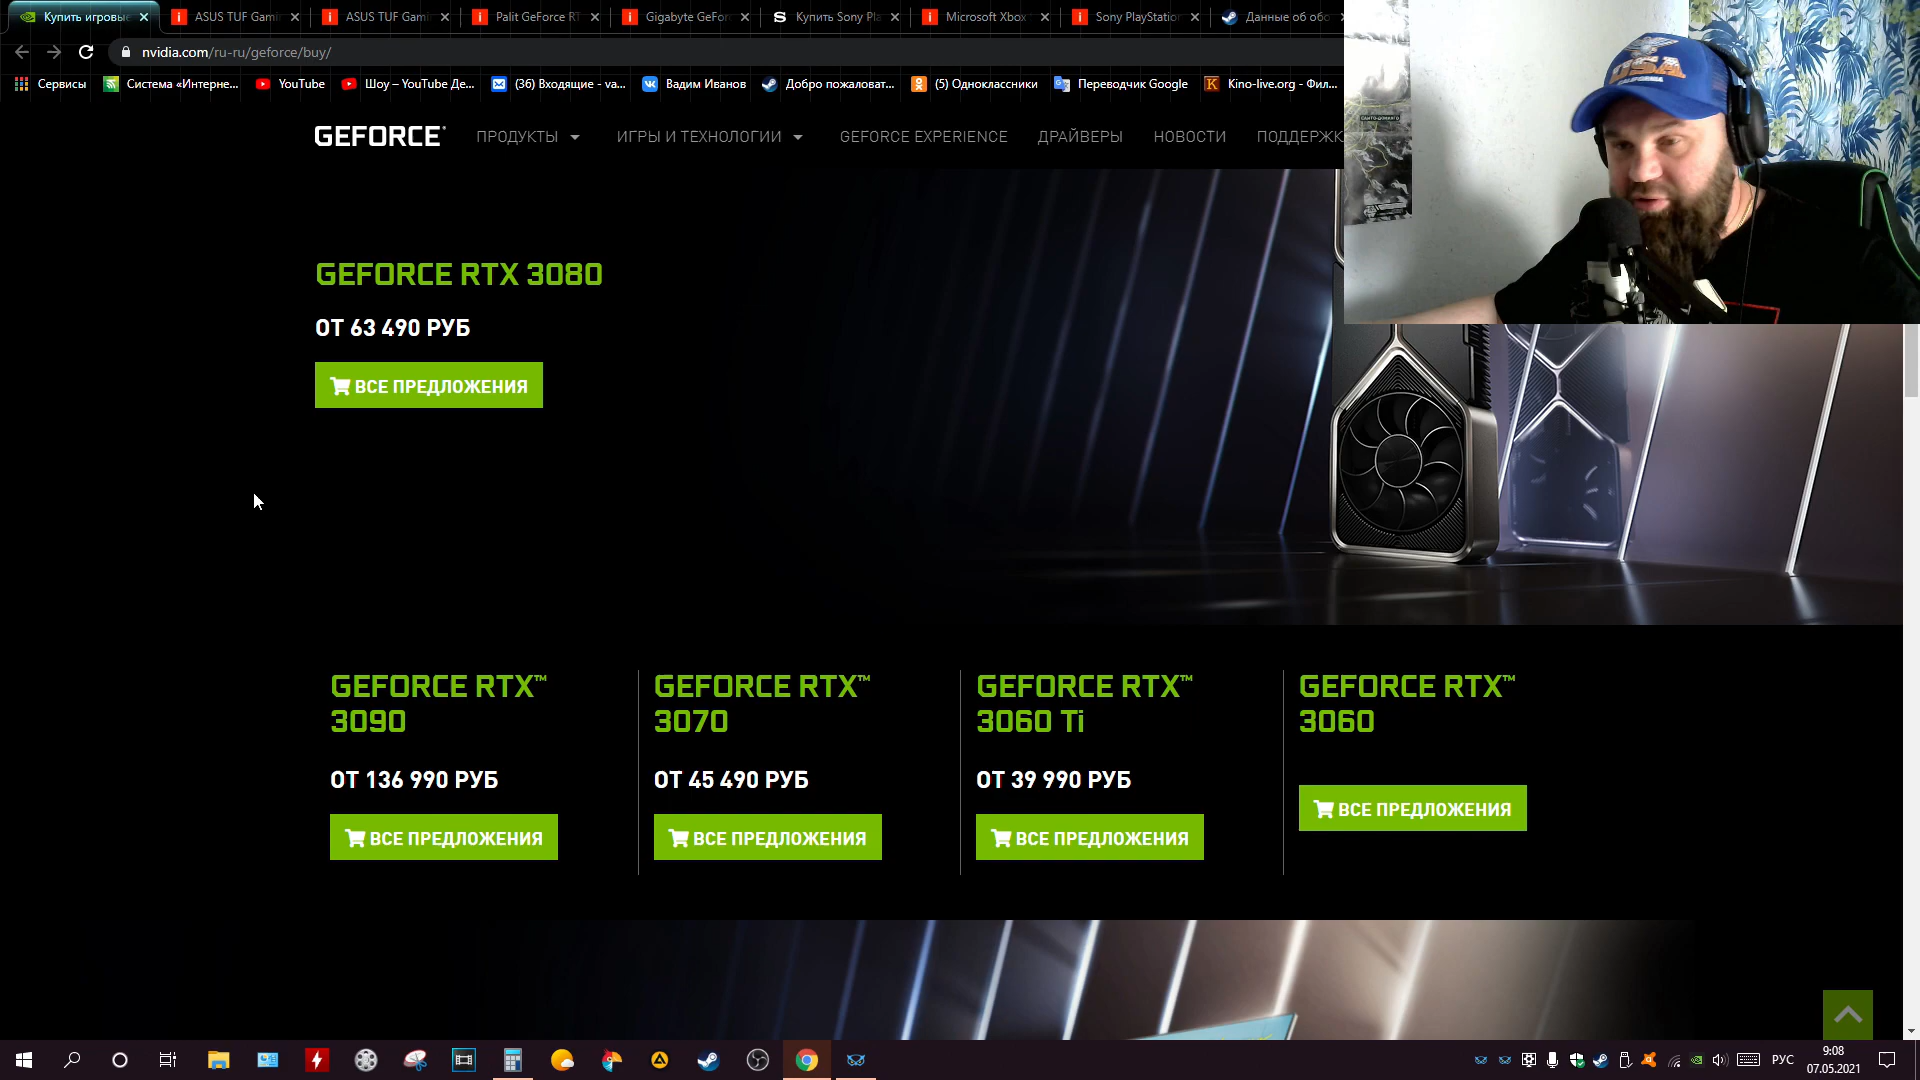 Купить игровые
ASUS TUF Gami
ASUS TUF Gami
Palit GeForce RT
Gigabyte GeFor
Купить Sony Pla
Microsoft Xbox
Sony PlayStation
Данные об обо
nvidia.com/ru-ru/geforce/buy/
Сервисы
Система «Интерне...
YouTube
Шоу – YouTube Де...
(36) Входящие - va...
Вадим Иванов
Добро пожаловат...
(5) Одноклассники
Переводчик Google
Kino-live.org - Фил...
GEFORCE
ПРОДУКТЫ
ИГРЫ И ТЕХНОЛОГИИ
GEFORCE EXPERIENCE
ДРАЙВЕРЫ
НОВОСТИ
ПОДДЕРЖК
GEFORCE RTX 3080
ОТ 63 490 РУБ
ВСЕ ПРЕДЛОЖЕНИЯ
GEFORCE RTX™
3090
ОТ 136 990 РУБ
ВСЕ ПРЕДЛОЖЕНИЯ
GEFORCE RTX™
3070
ОТ 45 490 РУБ
ВСЕ ПРЕДЛОЖЕНИЯ
GEFORCE RTX™
3060 Ti
ОТ 39 990 РУБ
ВСЕ ПРЕДЛОЖЕНИЯ
GEFORCE RTX™
3060
ВСЕ ПРЕДЛОЖЕНИЯ
РУС
9:08
07.05.2021